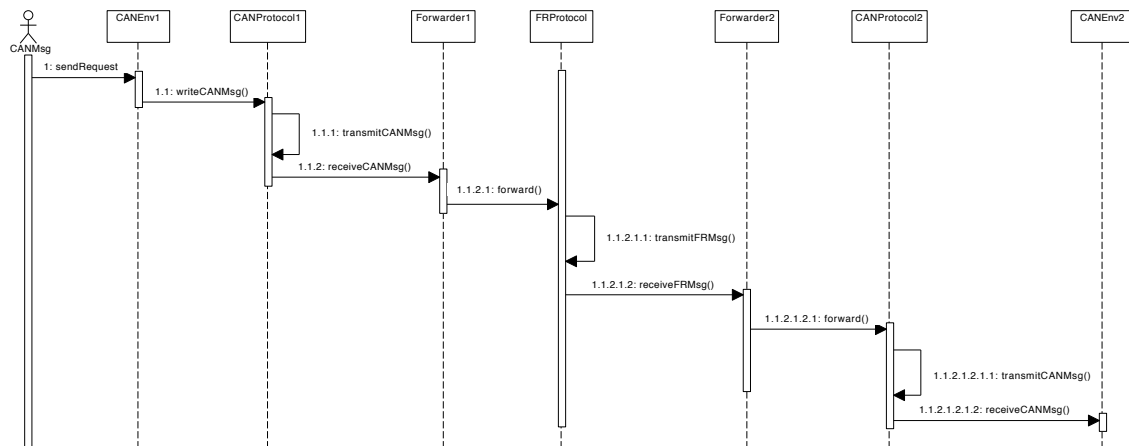 CANEnv1 CANProtocol1 Forwarder1 FRProtocol Forwarder2 CANProtocol2 CANEnv2
CANMsg
1: sendRequest
1.1: writeCANMsg()
1.1.1: transmitCANMsg()
1.1.2: receiveCANMsg()
1.1.2.1: forward()
1.1.2.1.1: transmitFRMsg()
1.1.2.1.2: receiveFRMsg()
1.1.2.1.2.1: forward()
1.1.2.1.2.1.1: transmitCANMsg()
1.1.2.1.2.1.2: receiveCANMsg()